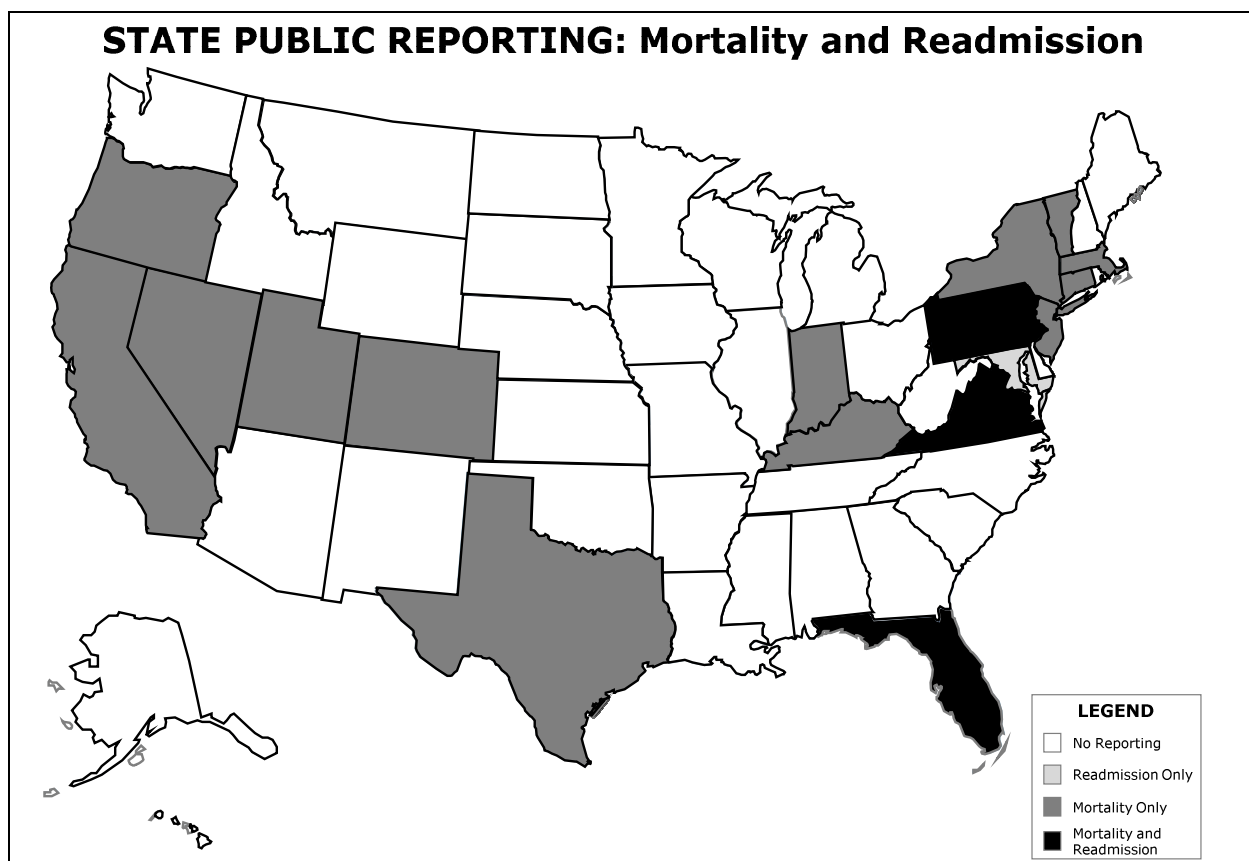 STATE PUBLIC REPORTING: Mortality and Readmission
LEGEND
No Reporting
Readmission Only
Mortality Only
Mortality and
Readmission